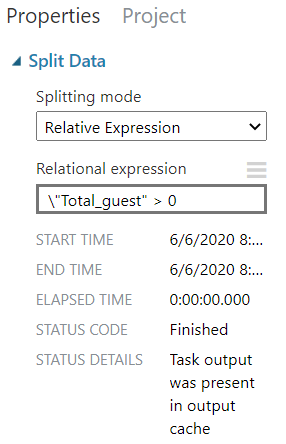 Properties Project
Split Data
Splitting mode
Relative Expression
Relational expression
\"Total_guest" > 0
START TIME 6/6/2020 8:...
END TIME 6/6/2020 8:...
ELAPSED TIME 0:00:00.000
STATUS CODE Finished
STATUS DETAILS Task output
was present
in output
cache